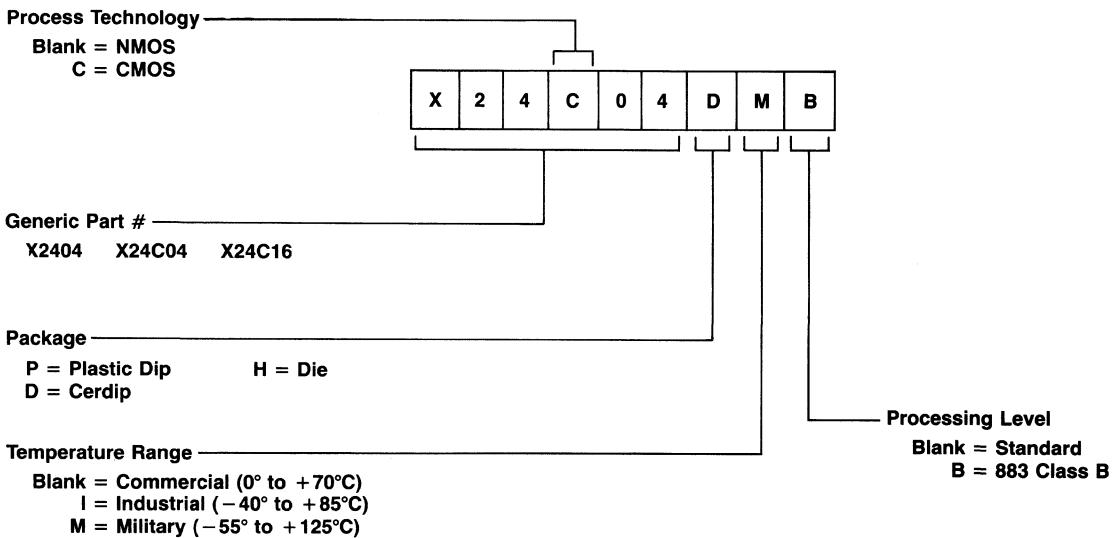 Process Technology
Blank = NMOS
C = CMOS
X 2 4 C 0 4 D M B
Generic Part #
X2404 X24C04 X24C16
Package
P = Plastic Dip H = Die
D = Cerdip
Processing Level
Blank = Standard
B = 883 Class B
Temperature Range
Blank = Commercial (0° to +70°C)
I = Industrial (−40° to +85°C)
M = Military (−55° to +125°C)